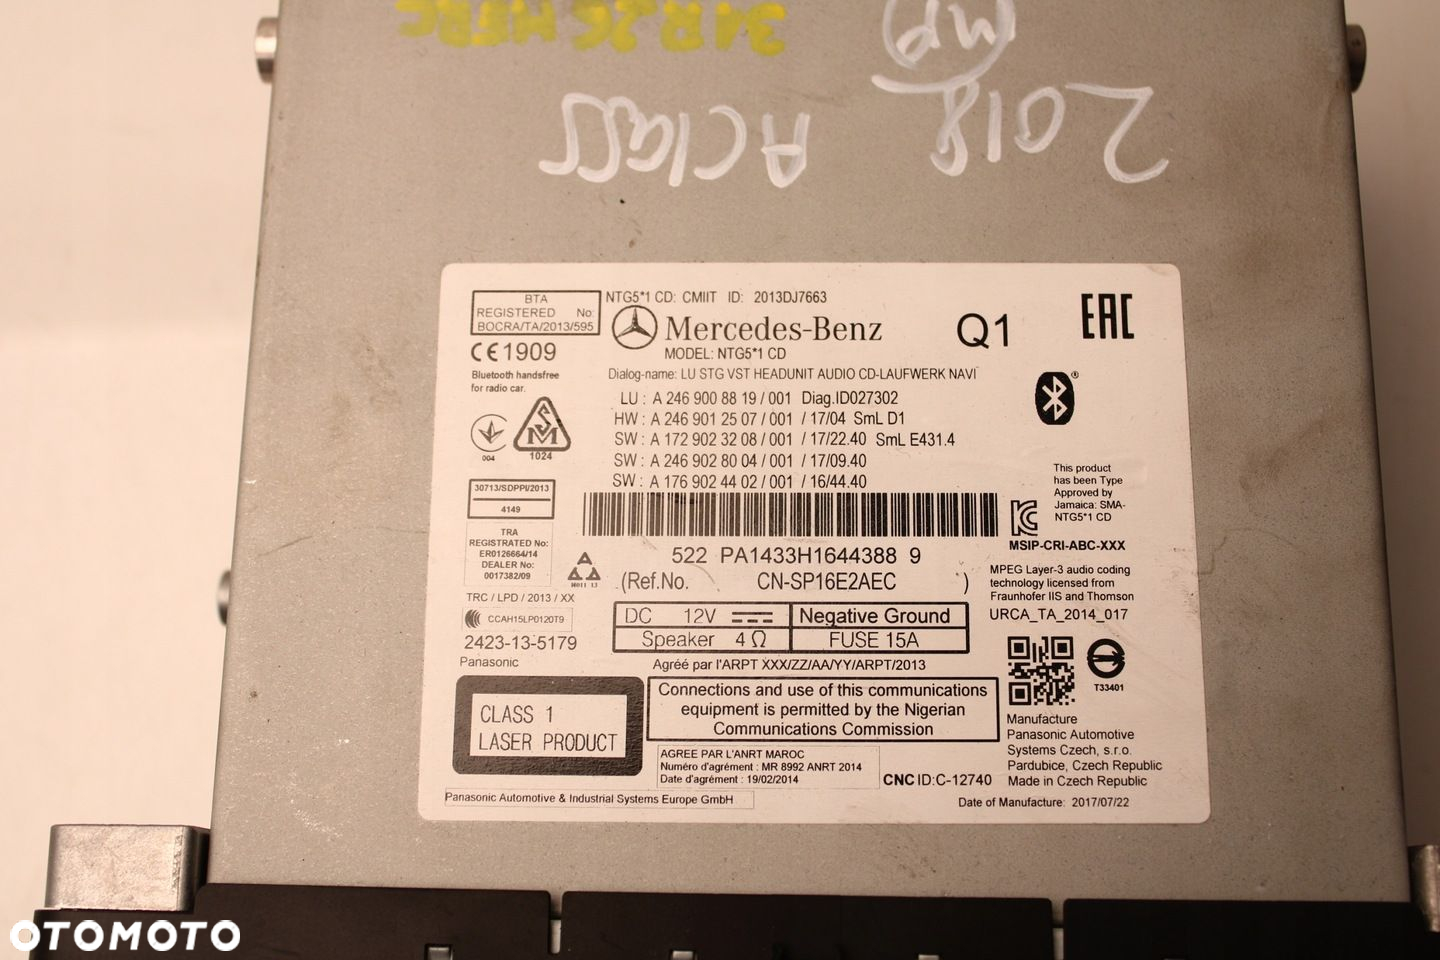 31R26 MERC
2018
A Class
BTA
REGISTERED No:
BOCRA/TA/2013/595
NTG5*1 CD: CMIIT ID: 2013DJ7663
Mercedes-Benz
MODEL: NTG5*1 CD
Q1
EAC
CE1909
Bluetooth handsfree
for radio car.
Dialog-name: LU STG VST HEADUNIT AUDIO CD-LAUFWERK NAVI
LU : A 246 900 88 19 / 001 Diag.ID027302
HW : A 246 901 25 07 / 001 / 17/04 SmL D1
SW : A 172 902 32 08 / 001 / 17/22.40 SmL E431.4
SW : A 246 902 80 04 / 001 / 17/09.40
SW : A 176 902 44 02 / 001 / 16/44.40
004
SM
1024
30713/SDPPI/2013
4149
TRA
REGISTRATED No:
ER0126664/14
DEALER No:
0017382/09
A
H011 13
TRC / LPD / 2013 / XX
CCAH15LP0120T9
2423-13-5179
Panasonic
522 PA1433H1644388 9
(Ref.No. CN-SP16E2AEC )
DC 12V Negative Ground
Speaker 4 Ω FUSE 15A
Agréé par l'ARPT XXX/ZZ/AA/YY/ARPT/2013
This product
has been Type
Approved by
Jamaica: SMA-
NTG5*1 CD
MSIP-CRI-ABC-XXX
MPEG Layer-3 audio coding
technology licensed from
Fraunhofer IIS and Thomson
URCA_TA_2014_017
T33401
CLASS 1
LASER PRODUCT
Connections and use of this communications
equipment is permitted by the Nigerian
Communications Commission
AGREE PAR L'ANRT MAROC
Numéro d'agrément : MR 8992 ANRT 2014
Date d'agrément : 19/02/2014
CNC ID:C-12740
Manufacture
Panasonic Automotive
Systems Czech, s.r.o.
Pardubice, Czech Republic
Made in Czech Republic
Panasonic Automotive & Industrial Systems Europe GmbH
Date of Manufacture: 2017/07/22
OTOMOTO